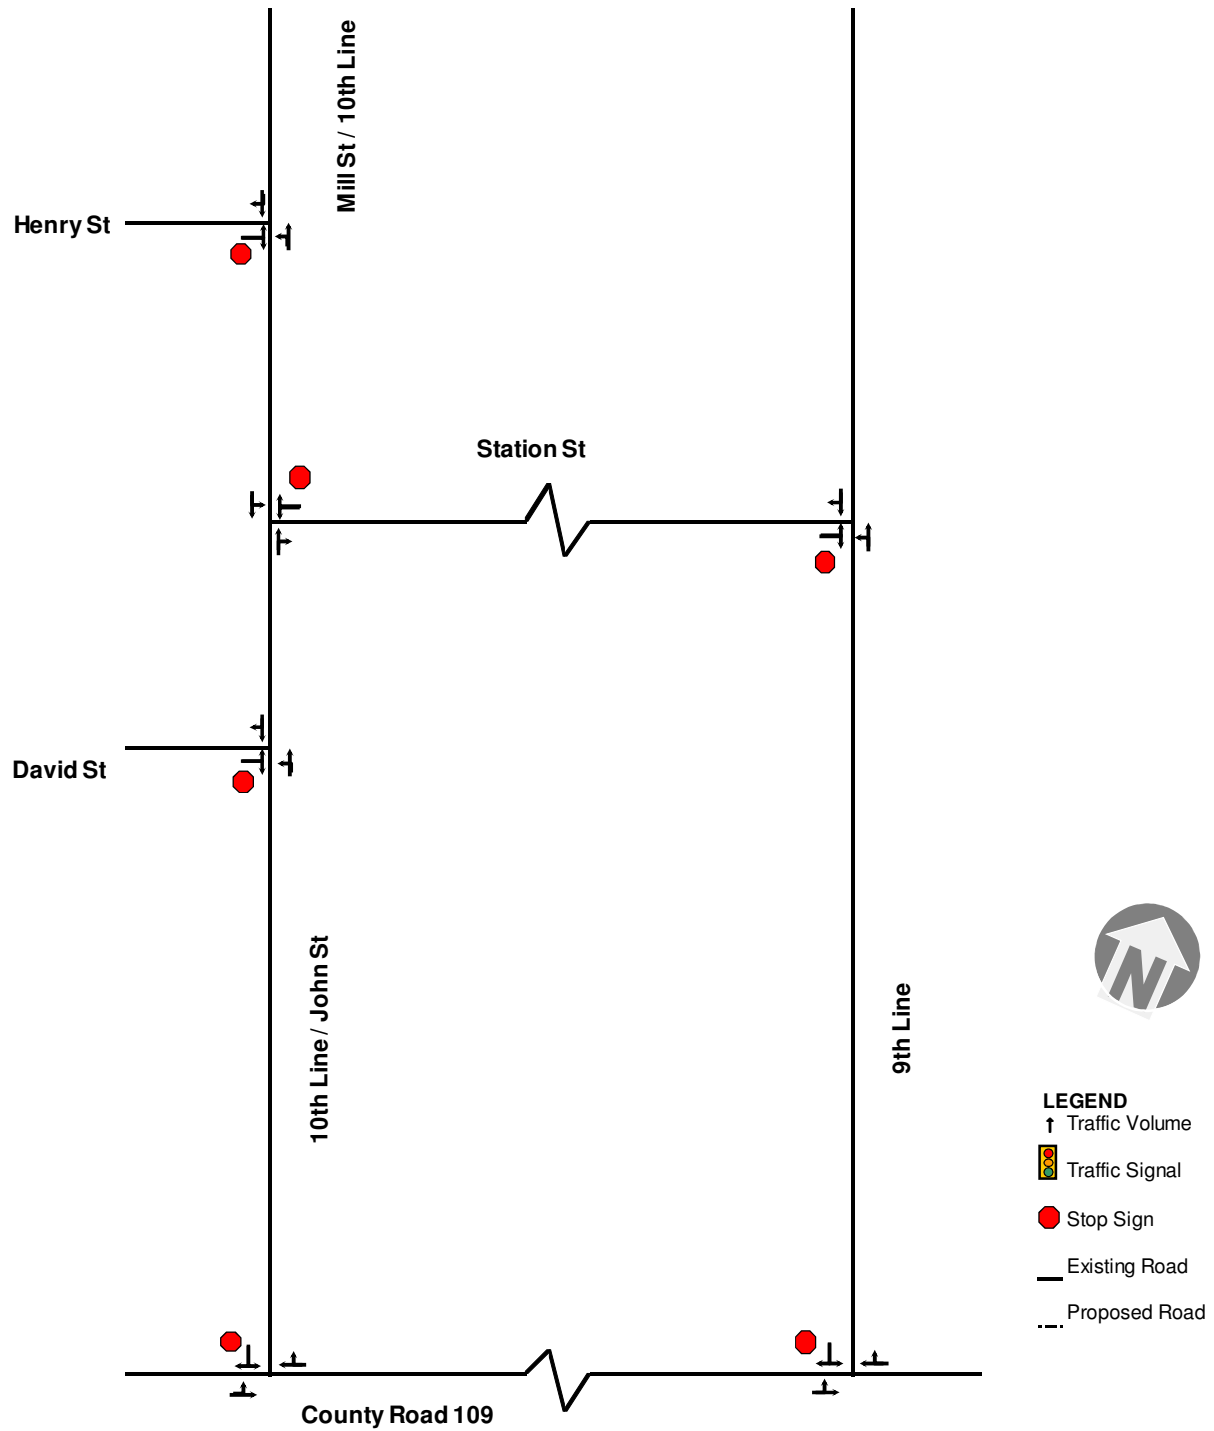 Mill St / 10th Line
Henry St
Station St
David St
10th Line / John St
9th Line
N
LEGEND
Traffic Volume
Traffic Signal
Stop Sign
Existing Road
Proposed Road
County Road 109